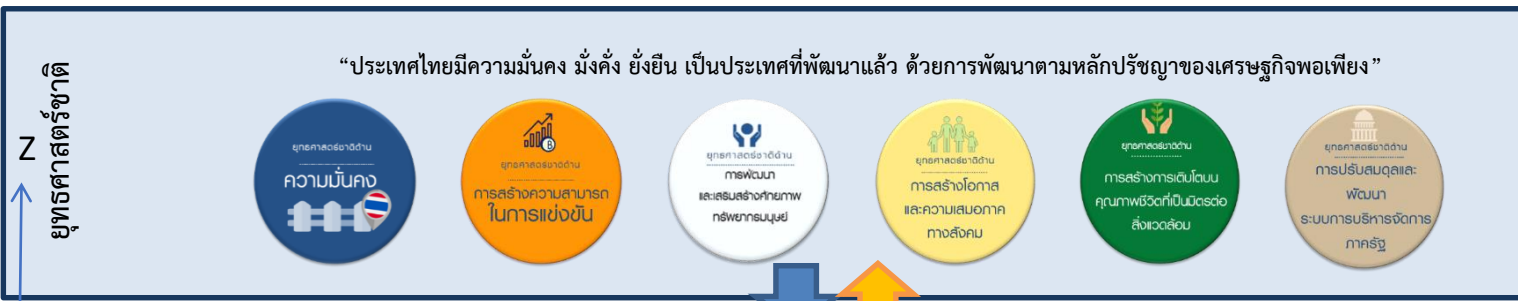 Z
ยุทธศาสตร์ชาติ
“ประเทศไทยมีความมั่นคง มั่งคั่ง ยั่งยืน เป็นประเทศที่พัฒนาแล้ว ด้วยการพัฒนาตามหลักปรัชญาของเศรษฐกิจพอเพียง”
ยุทธศาสตร์ชาติด้าน
ความมั่นคง
ยุทธศาสตร์ชาติด้าน
การสร้างความสามารถ
ในการแข่งขัน
ยุทธศาสตร์ชาติด้าน
การพัฒนา
และเสริมสร้างศักยภาพ
ทรัพยากรมนุษย์
ยุทธศาสตร์ชาติด้าน
การสร้างโอกาส
และความเสมอภาค
ทางสังคม
ยุทธศาสตร์ชาติด้าน
การสร้างการเติบโตบน
คุณภาพชีวิตที่เป็นมิตรต่อ
สิ่งแวดล้อม
ยุทธศาสตร์ชาติด้าน
การปรับสมดุลและ
พัฒนา
ระบบการบริหารจัดการ
ภาครัฐ